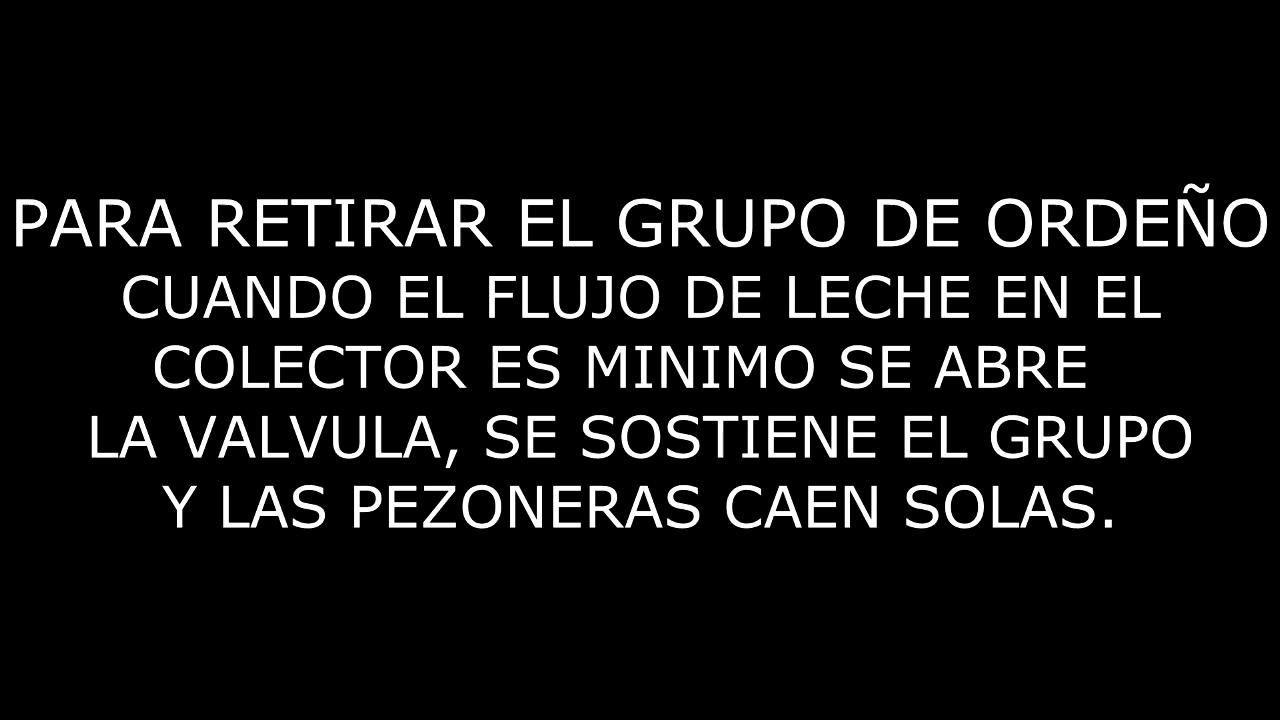 PARA RETIRAR EL GRUPO DE ORDEÑO
CUANDO EL FLUJO DE LECHE EN EL
COLECTOR ES MINIMO SE ABRE
LA VALVULA, SE SOSTIENE EL GRUPO
Y LAS PEZONERAS CAEN SOLAS.